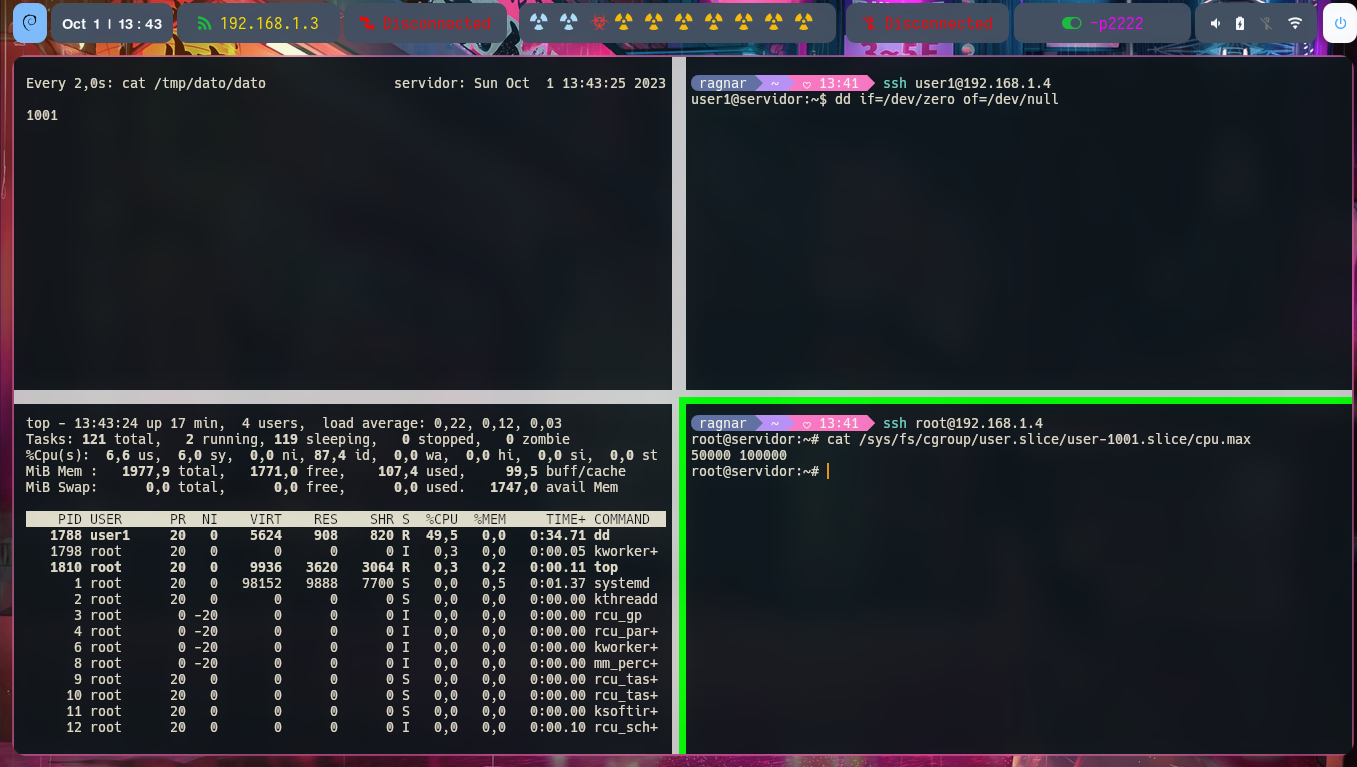 Oct 1 | 13:43
192.168.1.3
Disconnected
Disconnected
-p2222
Every 2,0s: cat /tmp/dato/dato servidor: Sun Oct 1 13:43:25 2023
1001
ragnar ~ 13:41 ssh user1@192.168.1.4
user1@servidor:~$ dd if=/dev/zero of=/dev/null
top - 13:43:24 up 17 min, 4 users, load average: 0,22, 0,12, 0,03
Tasks: 121 total, 2 running, 119 sleeping, 0 stopped, 0 zombie
%Cpu(s): 6,6 us, 6,0 sy, 0,0 ni, 87,4 id, 0,0 wa, 0,0 hi, 0,0 si, 0,0 st
MiB Mem : 1977,9 total, 1771,0 free, 107,4 used, 99,5 buff/cache
MiB Swap: 0,0 total, 0,0 free, 0,0 used. 1747,0 avail Mem
PID USER PR NI VIRT RES SHR S %CPU %MEM TIME+ COMMAND
1788 user1 20 0 5624 908 820 R 49,5 0,0 0:34.71 dd
1798 root 20 0 0 0 0 I 0,3 0,0 0:00.05 kworker+
1810 root 20 0 9936 3620 3064 R 0,3 0,2 0:00.11 top
1 root 20 0 98152 9888 7700 S 0,0 0,5 0:01.37 systemd
2 root 20 0 0 0 0 S 0,0 0,0 0:00.00 kthreadd
3 root 0 -20 0 0 0 I 0,0 0,0 0:00.00 rcu_gp
4 root 0 -20 0 0 0 I 0,0 0,0 0:00.00 rcu_par+
6 root 0 -20 0 0 0 I 0,0 0,0 0:00.00 kworker+
8 root 0 -20 0 0 0 I 0,0 0,0 0:00.00 mm_perc+
9 root 20 0 0 0 0 S 0,0 0,0 0:00.00 rcu_tas+
10 root 20 0 0 0 0 S 0,0 0,0 0:00.00 rcu_tas+
11 root 20 0 0 0 0 S 0,0 0,0 0:00.00 ksoftir+
12 root 20 0 0 0 0 I 0,0 0,0 0:00.10 rcu_sch+
ragnar ~ 13:41 ssh root@192.168.1.4
root@servidor:~# cat /sys/fs/cgroup/user.slice/user-1001.slice/cpu.max
50000 100000
root@servidor:~#